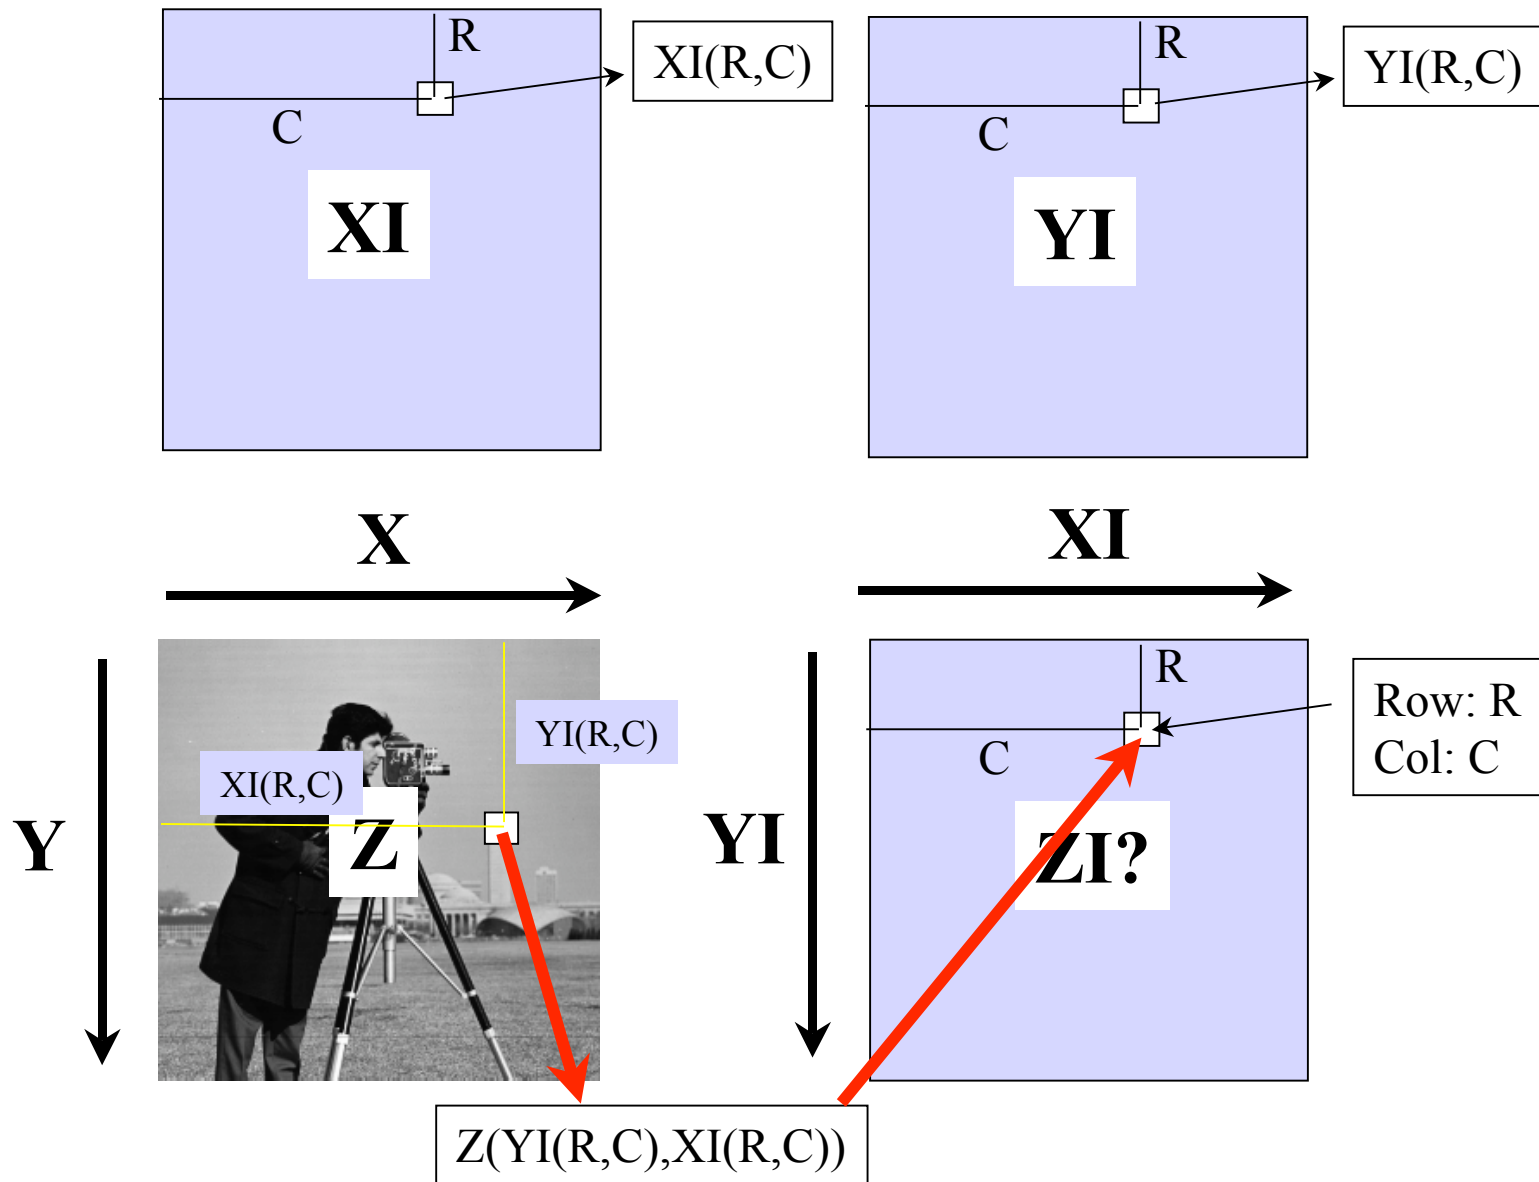 R
XI(R,C)
C
XI
R
YI(R,C)
C
YI
X
XI
Y
YI(R,C)
XI(R,C)
Z
YI
R
C
Row: R
Col: C
ZI?
Z(YI(R,C),XI(R,C))